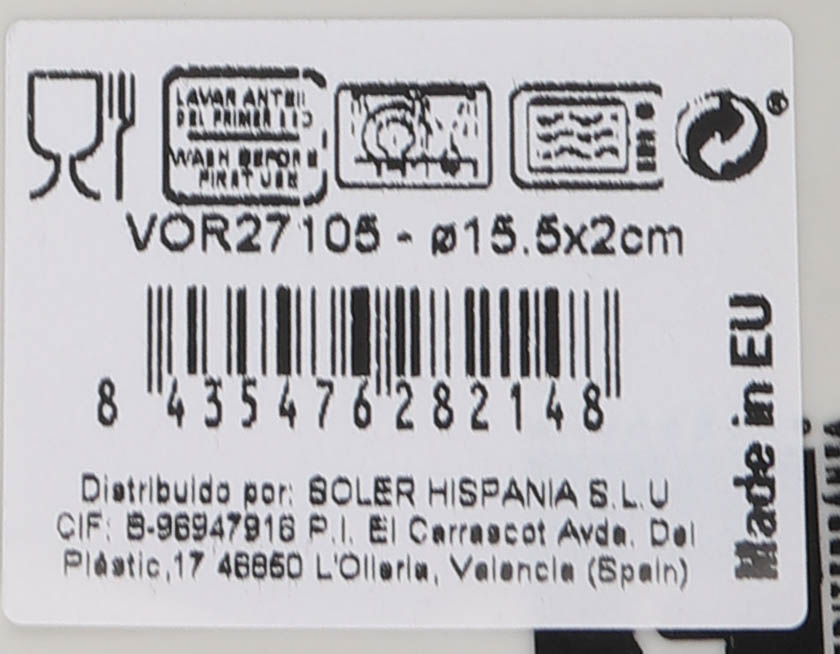 LAVAR ANTES
DEL PRIMER USO
WASH BEFORE
FIRST USE
®
VOR27105 - ø15.5x2cm
8 435476 282148
Made in EU
Distribuido por: SOLER HISPANIA S.L.U
CIF: B-96947916 P.I. El Carrascot Avda. Del
Plástic,17 46850 L'Olleria, Valencia (Spain)